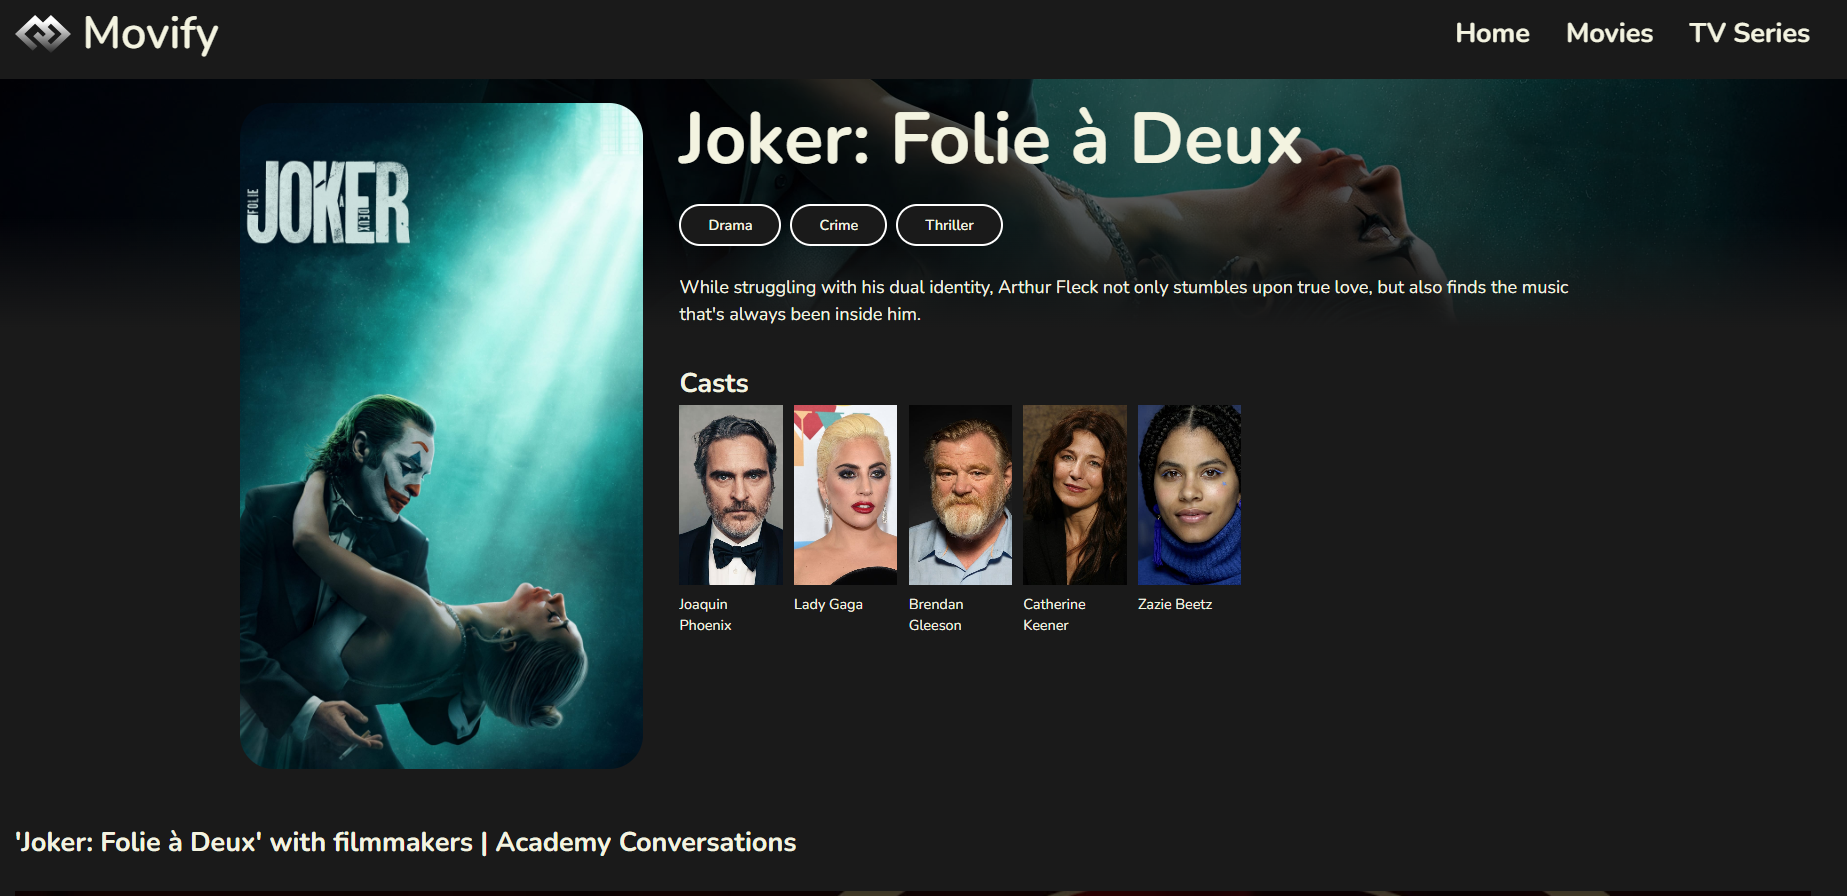 Movify
Home Movies TV Series
FOLIE JOKER À DEUX
Joker: Folie à Deux
Drama Crime Thriller
While struggling with his dual identity, Arthur Fleck not only stumbles upon true love, but also finds the music
that's always been inside him.
Casts
Joaquin
Phoenix
Lady Gaga
Brendan
Gleeson
Catherine
Keener
Zazie Beetz
'Joker: Folie à Deux' with filmmakers | Academy Conversations